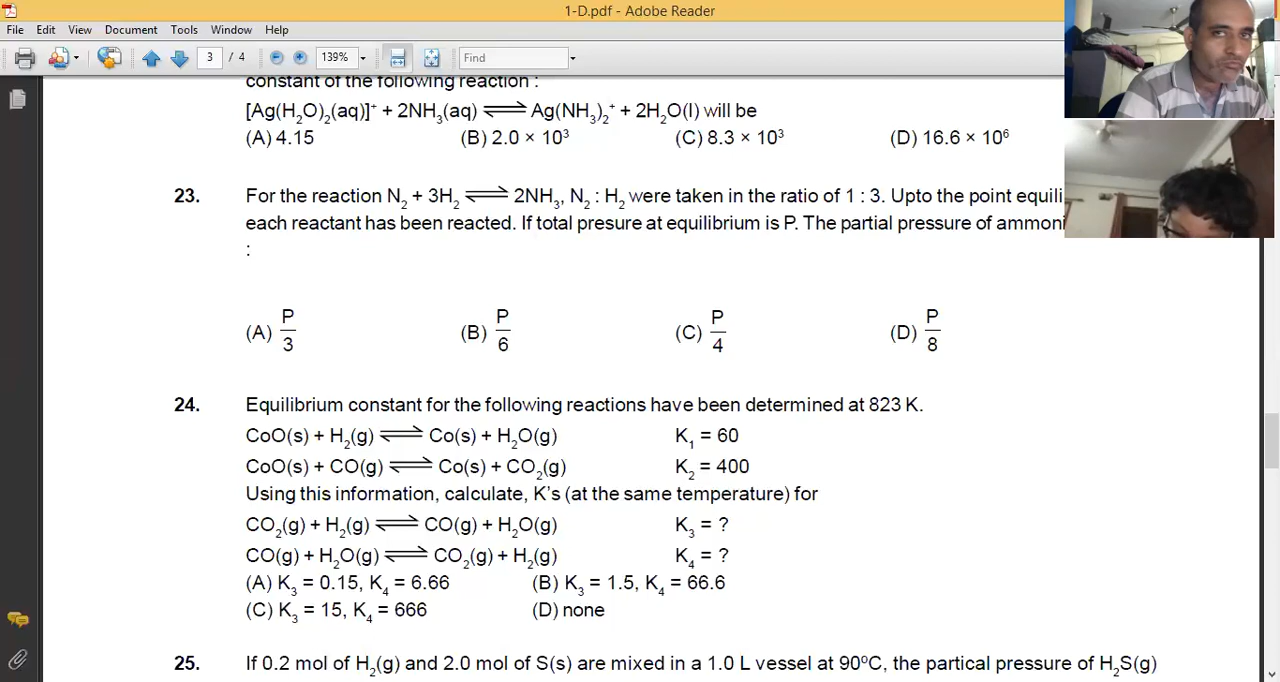 1-D.pdf - Adobe Reader
File Edit View Document Tools Window Help
3 / 4 139% Find
constant of the following reaction :
[Ag(H₂O)₂(aq)]⁺ + 2NH₃(aq) ⇌ Ag(NH₃)₂⁺ + 2H₂O(l) will be
(A) 4.15 (B) 2.0 × 10³ (C) 8.3 × 10³ (D) 16.6 × 10⁶
23. For the reaction N₂ + 3H₂ ⇌ 2NH₃, N₂ : H₂ were taken in the ratio of 1 : 3. Upto the point
each reactant has been reacted. If total presure at equilibrium is P. The partial pressure of
:
(A) P/3 (B) P/6 (C) P/4 (D) P/8
24. Equilibrium constant for the following reactions have been determined at 823 K.
CoO(s) + H₂(g) ⇌ Co(s) + H₂O(g) K₁ = 60
CoO(s) + CO(g) ⇌ Co(s) + CO₂(g) K₂ = 400
Using this information, calculate, K's (at the same temperature) for
CO₂(g) + H₂(g) ⇌ CO(g) + H₂O(g) K₃ = ?
CO(g) + H₂O(g) ⇌ CO₂(g) + H₂(g) K₄ = ?
(A) K₃ = 0.15, K₄ = 6.66 (B) K₃ = 1.5, K₄ = 66.6
(C) K₃ = 15, K₄ = 666 (D) none
25. If 0.2 mol of H₂(g) and 2.0 mol of S(s) are mixed in a 1.0 L vessel at 90⁰C, the partical pressure of H₂S(g)